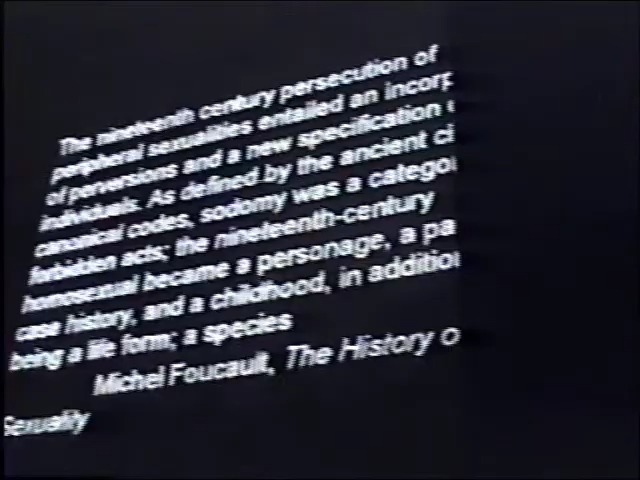 The nineteenth century persecution of
peripheral sexualities entailed an incorp
of perversions and a new specification
individuals. As defined by the ancient ci
canonical codes, sodomy was a catego
forbidden acts; the nineteenth-century
homosexual became a personage, a pa
case history, and a childhood, in addition
being a life form; a species
Michel Foucault, The History o
Sexuality